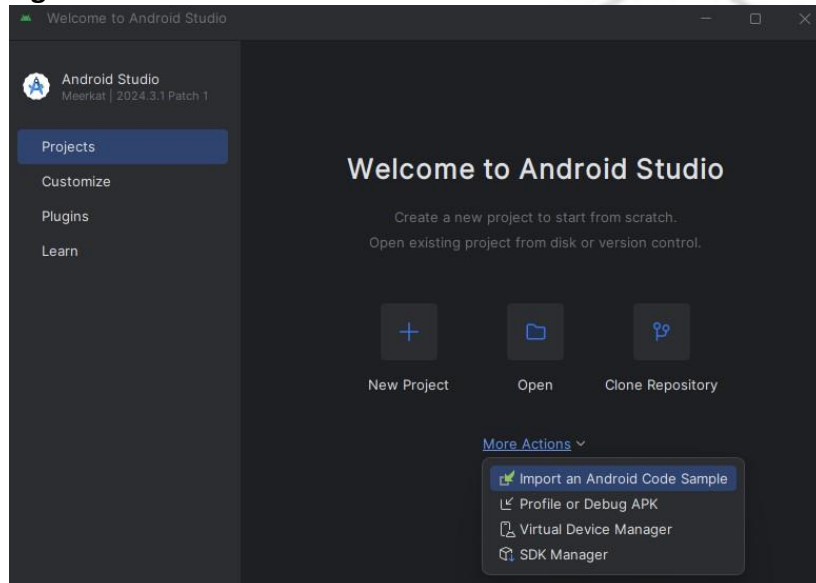 Welcome to Android Studio
Android Studio
Meerkat | 2024.3.1 Patch 1
Projects
Customize
Plugins
Learn
Welcome to Android Studio
Create a new project to start from scratch.
Open existing project from disk or version control.
New Project
Open
Clone Repository
More Actions
Import an Android Code Sample
Profile or Debug APK
Virtual Device Manager
SDK Manager